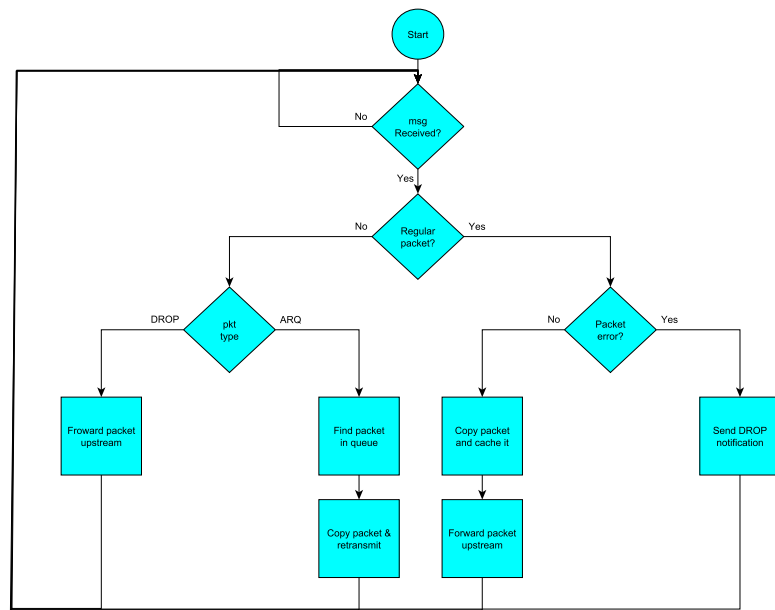 Start
No
msg
Received?
Yes
No
Regular
packet?
Yes
DROP
pkt
type
ARQ
No
Packet
error?
Yes
Froward packet
upstream
Find packet
in queue
Copy packet
and cache it
Send DROP
notification
Copy packet &
retransmit
Forward packet
upstream